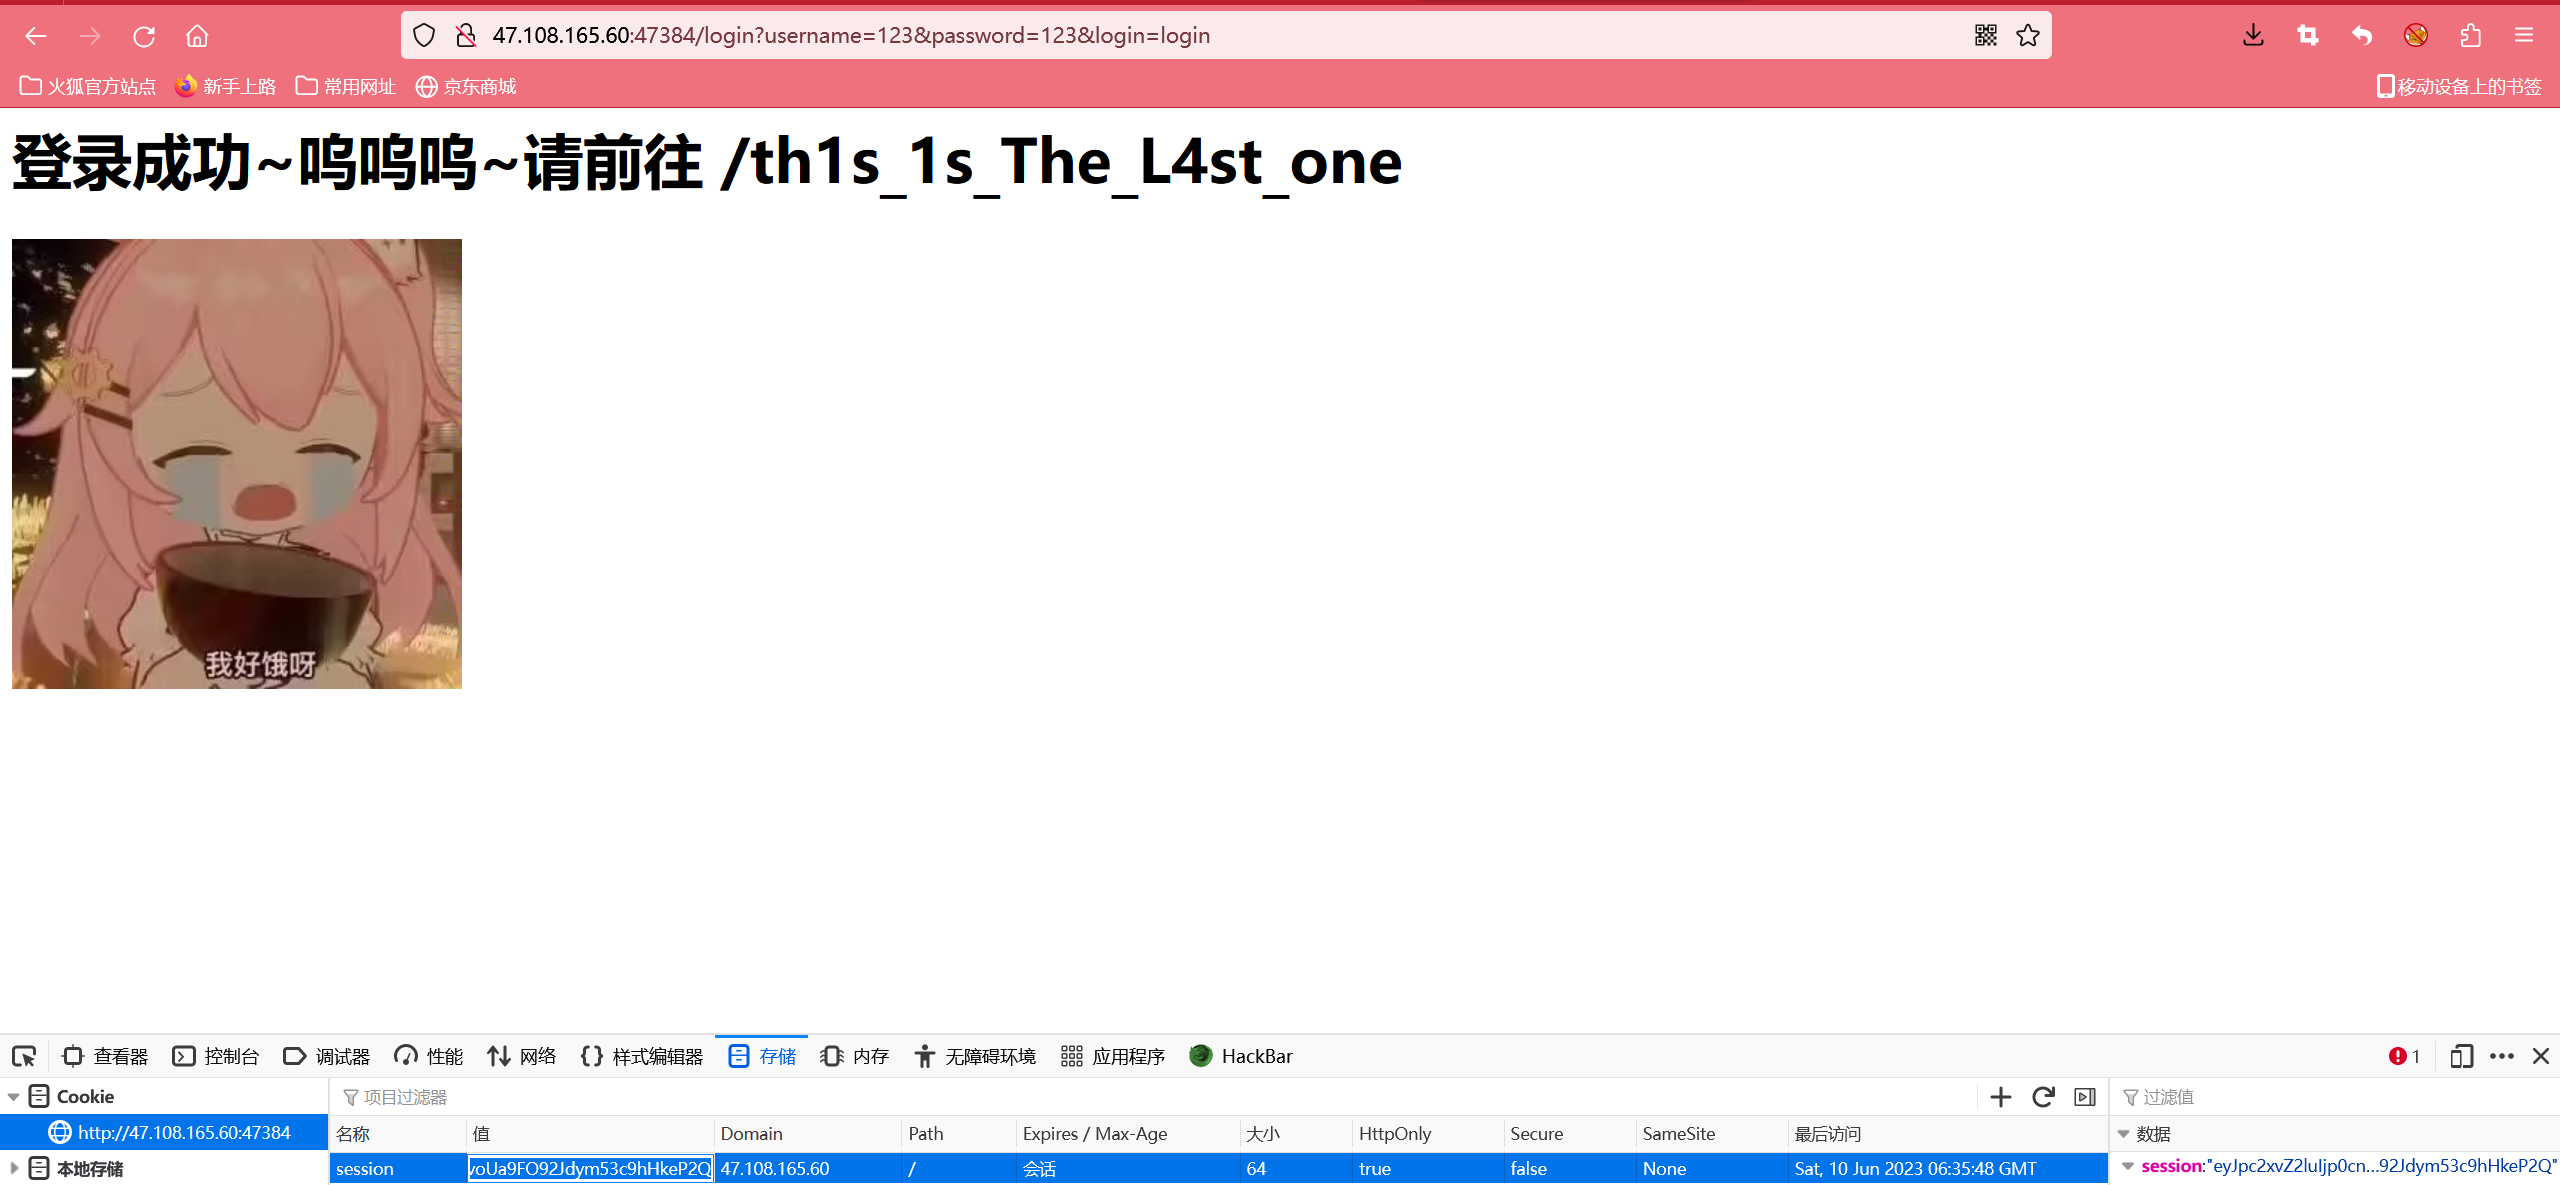 47.108.165.60:47384/login?username=123&password=123&login=login
火狐官方站点 新手上路 常用网址 京东商城 移动设备上的书签
登录成功~呜呜呜~请前往 /th1s_1s_The_L4st_one
我好饿呀
查看器 控制台 调试器 性能 网络 样式编辑器 存储 内存 无障碍环境 应用程序 HackBar 1
Cookie 项目过滤器 过滤值
http://47.108.165.60:47384 名称 值 Domain Path Expires / Max-Age 大小 HttpOnly Secure SameSite 最后访问 数据
本地存储 session voUa9FO92Jdym53c9hHkeP2Q 47.108.165.60 / 会话 64 true false None Sat, 10 Jun 2023 06:35:48 GMT session:"eyJpc2xvZ2luIjp0cn...92Jdym53c9hHkeP2Q"